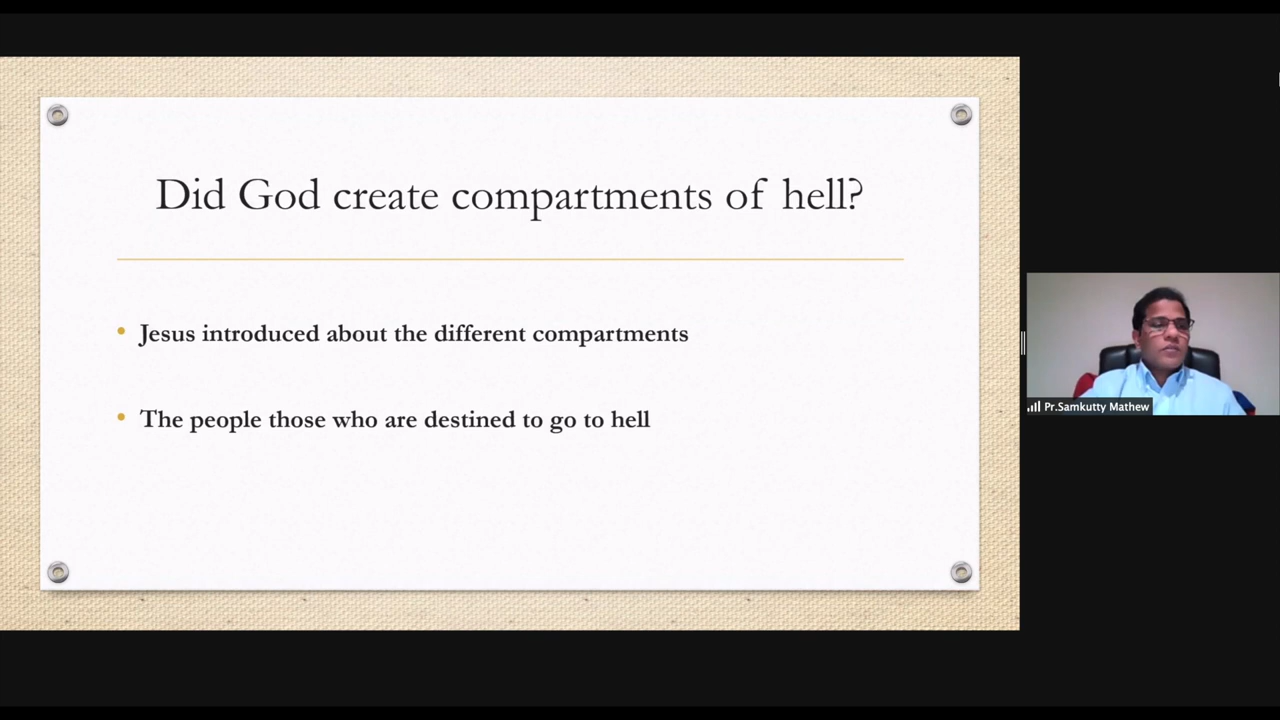 Did God create compartments of hell?
Jesus introduced about the different compartments
The people those who are destined to go to hell
Pr.Samkutty Mathew